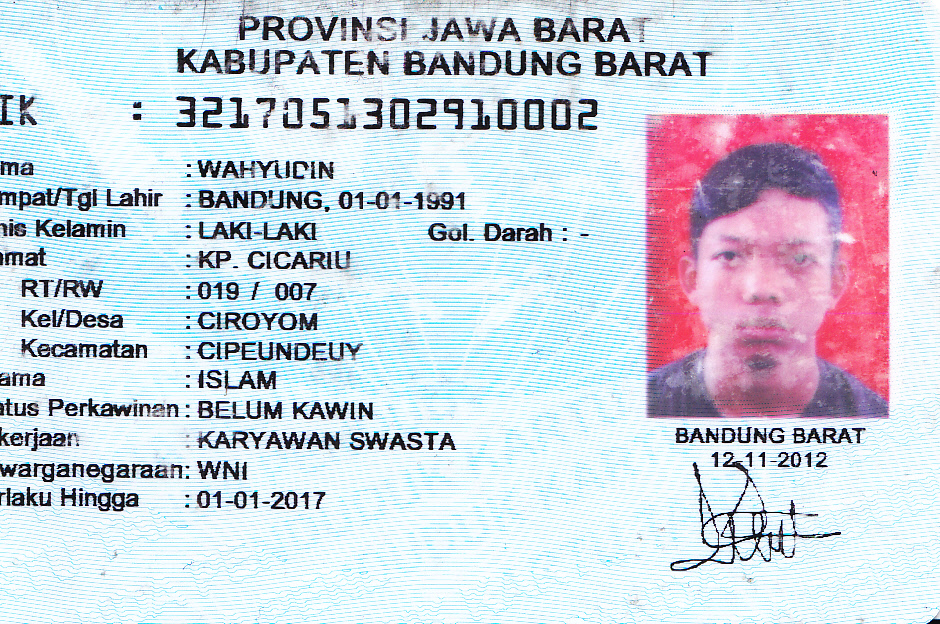 PROVINSI JAWA BARAT
KABUPATEN BANDUNG BARAT
IK : 3217051302910002
ma : WAHYUDIN
mpat/Tgl Lahir : BANDUNG, 01-01-1991
nis Kelamin : LAKI-LAKI Gol. Darah : -
amat : KP. CICARIU
RT/RW : 019 / 007
Kel/Desa : CIROYOM
Kecamatan : CIPEUNDEUY
ama : ISLAM
atus Perkawinan : BELUM KAWIN
kerjaan : KARYAWAN SWASTA
warganegaraan : WNI
rlaku Hingga : 01-01-2017
BANDUNG BARAT
12-11-2012